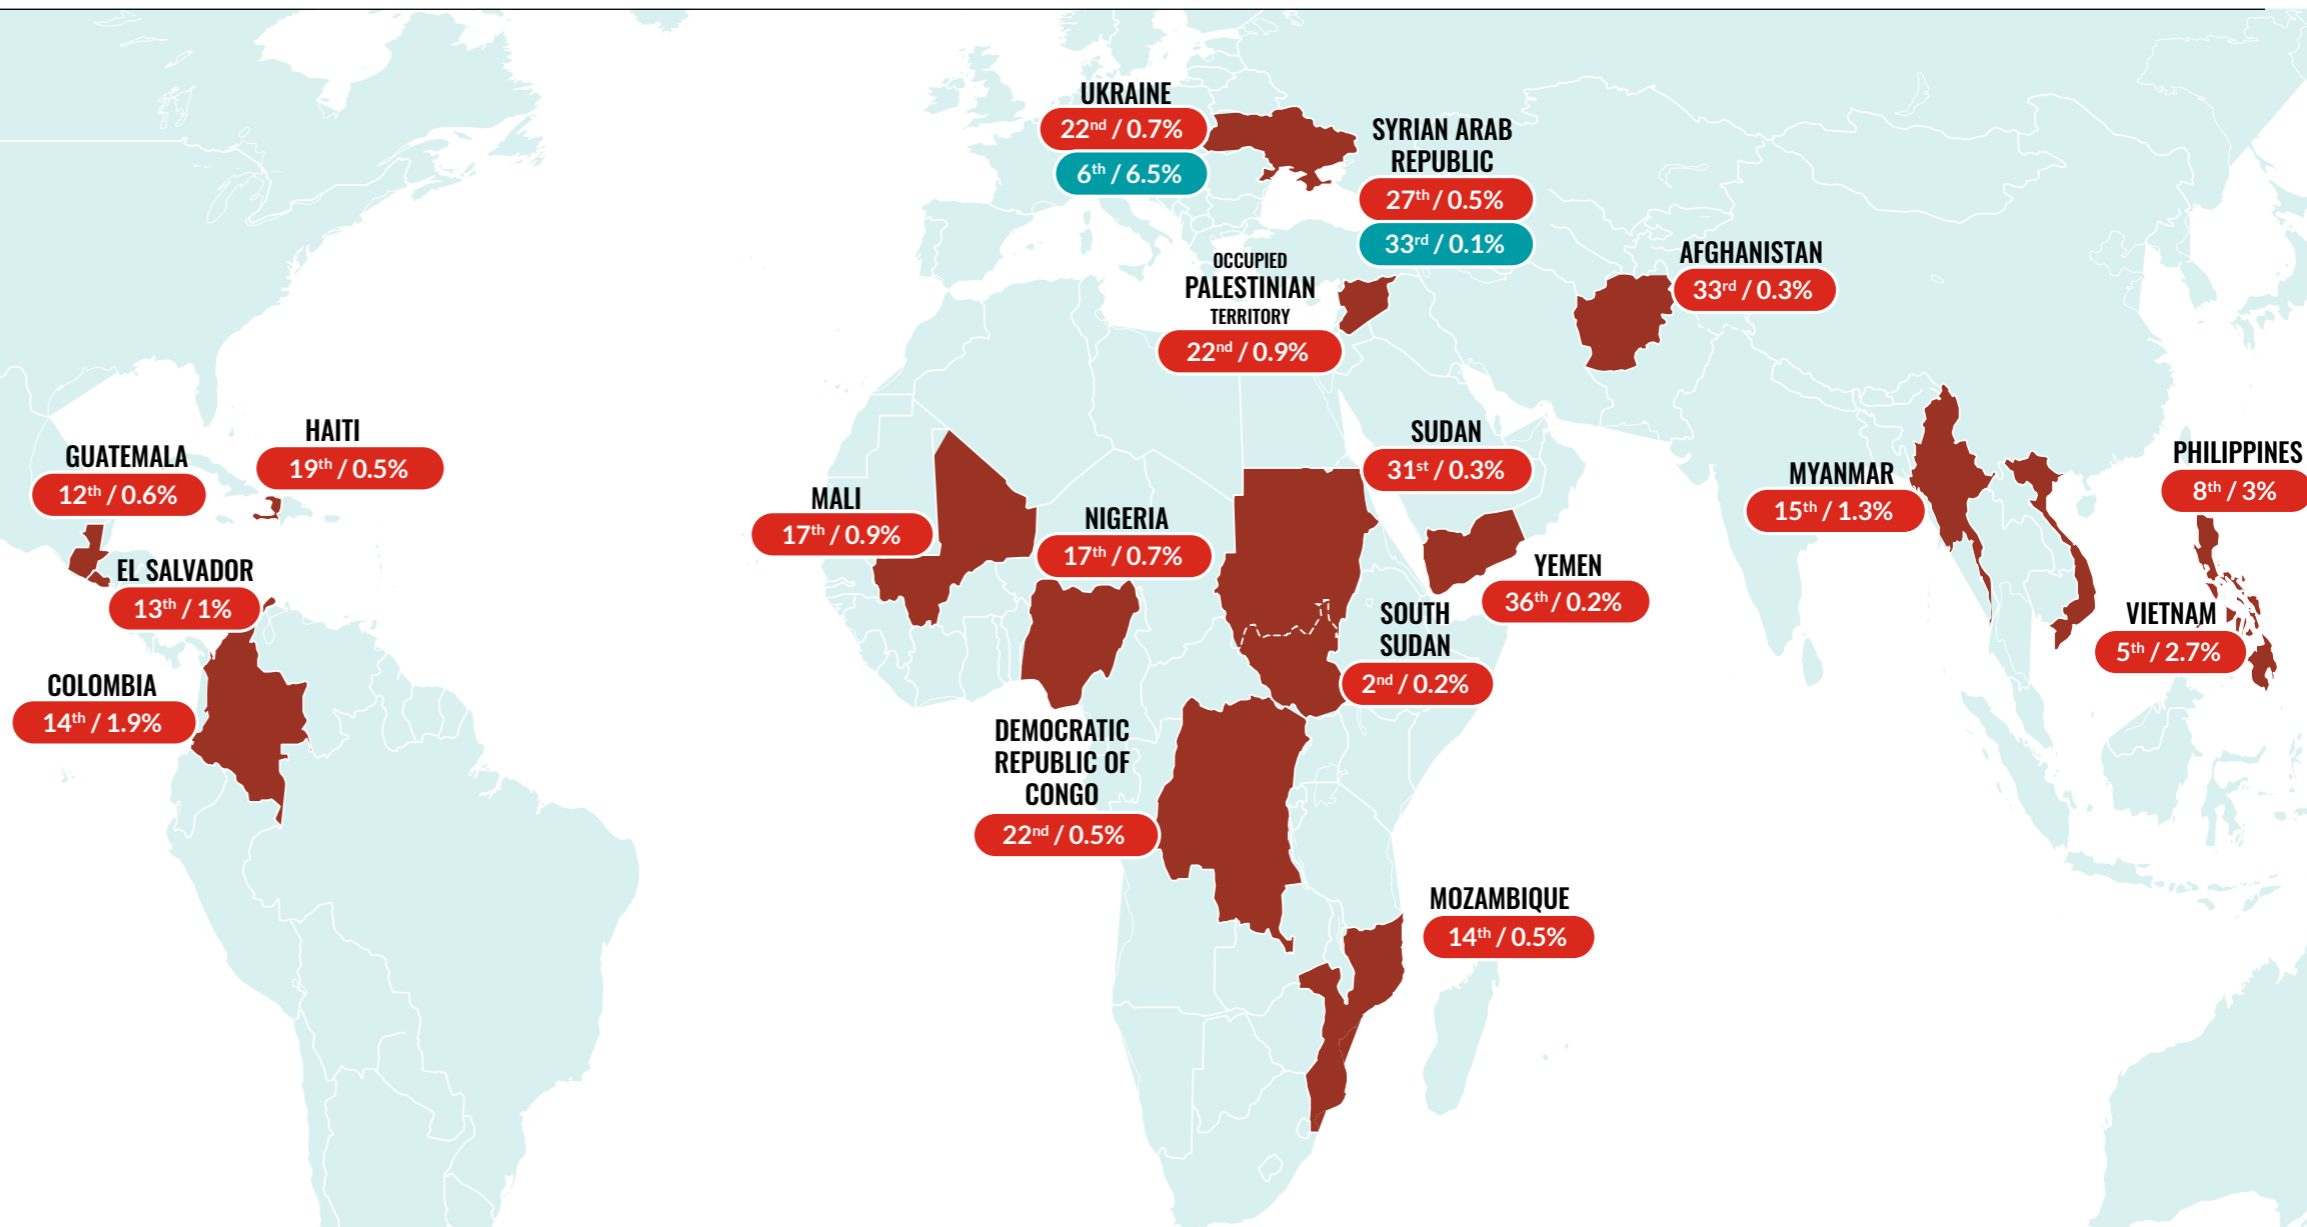 UKRAINE
22nd / 0.7%
6th / 6.5%
SYRIAN ARAB
REPUBLIC
27th / 0.5%
33rd / 0.1%
OCCUPIED
PALESTINIAN
TERRITORY
22nd / 0.9%
AFGHANISTAN
33rd / 0.3%
HAITI
19th / 0.5%
GUATEMALA
12th / 0.6%
EL SALVADOR
13th / 1%
COLOMBIA
14th / 1.9%
MALI
17th / 0.9%
NIGERIA
17th / 0.7%
SUDAN
31st / 0.3%
YEMEN
36th / 0.2%
SOUTH
SUDAN
2nd / 0.2%
DEMOCRATIC
REPUBLIC OF
CONGO
22nd / 0.5%
MOZAMBIQUE
14th / 0.5%
MYANMAR
15th / 1.3%
PHILIPPINES
8th / 3%
VIETNAM
5th / 2.7%